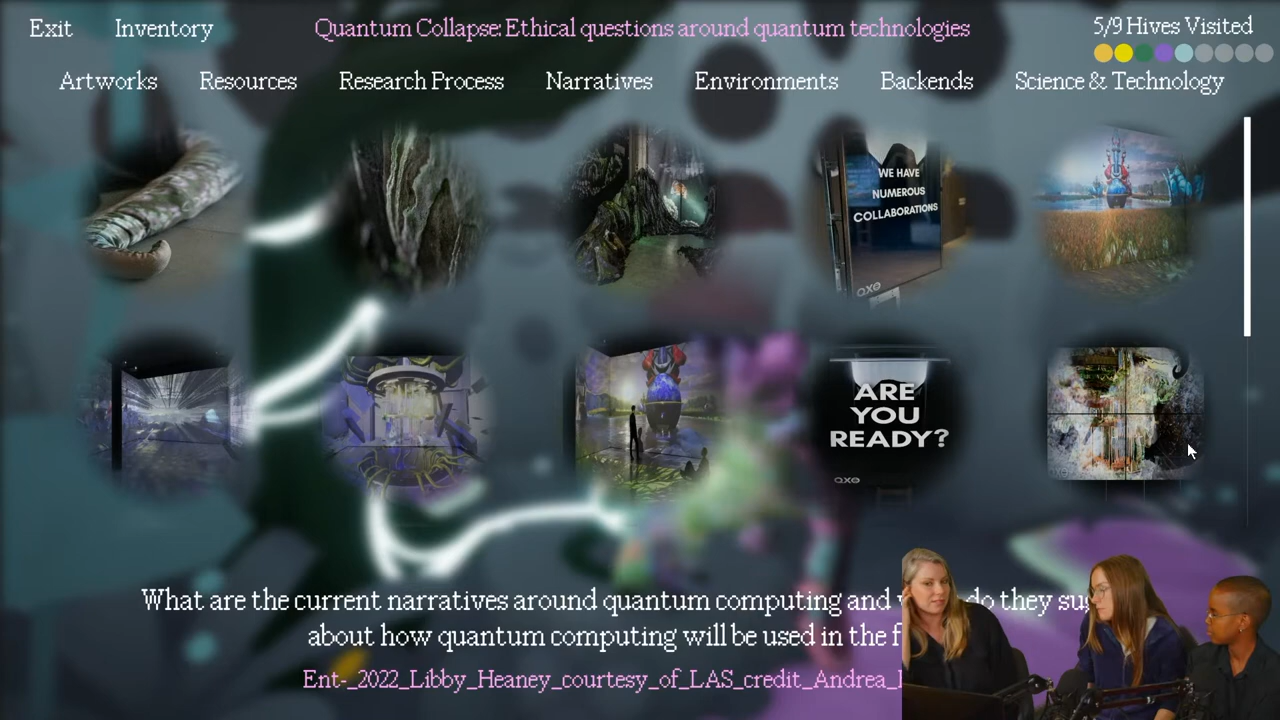 Exit Inventory Quantum Collapse: Ethical questions around quantum technologies 5/9 Hives Visited
Artworks Resources Research Process Narratives Environments Backends Science & Technology
WE HAVE
NUMEROUS
COLLABORATIONS
QXO
ARE
YOU
READY?
QXO
What are the current narratives around quantum computing and do they
about how quantum computing will be used in the
Ent-_2022_Libby_Heaney_courtesy_of_LAS_credit_Andrea_